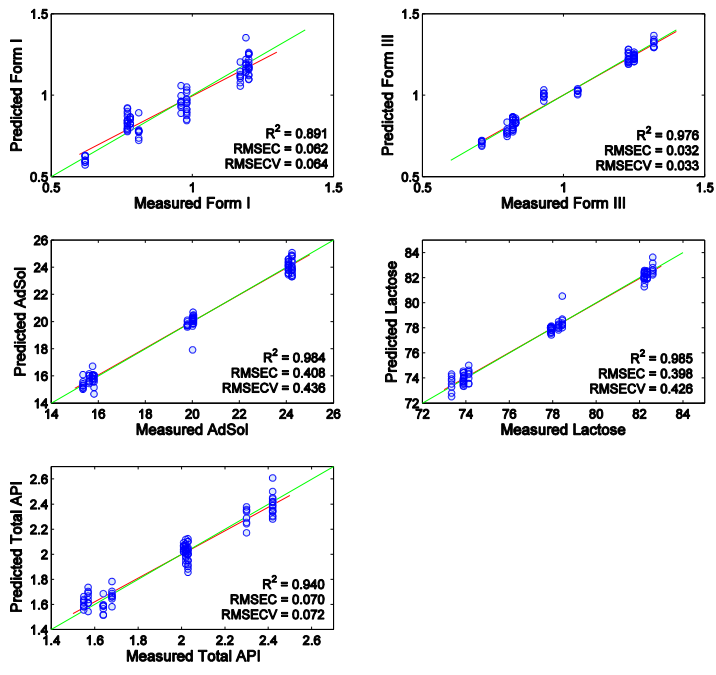 1.5
1
0.5
Predicted Form I
R² = 0.891
RMSEC = 0.062
RMSECV = 0.064
0.5 1 1.5
Measured Form I
1.5
1
0.5
Predicted Form III
R² = 0.976
RMSEC = 0.032
RMSECV = 0.033
0.5 1 1.5
Measured Form III
26
24
22
20
18
16
14
Predicted AdSol
R² = 0.984
RMSEC = 0.408
RMSECV = 0.436
14 16 18 20 22 24 26
Measured AdSol
84
82
80
78
76
74
72
Predicted Lactose
R² = 0.985
RMSEC = 0.398
RMSECV = 0.426
72 74 76 78 80 82 84
Measured Lactose
2.6
2.4
2.2
2
1.8
1.6
1.4
Predicted Total API
R² = 0.940
RMSEC = 0.070
RMSECV = 0.072
1.4 1.6 1.8 2 2.2 2.4 2.6
Measured Total API